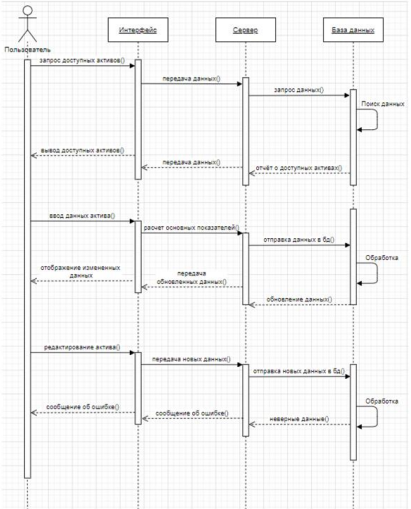 Интерфейс
Сервер
База данных
Пользователь
запрос доступных активов()
передача данных()
запрос данных()
Поиск данных
вывод доступных активов()
передача данных()
отчёт о доступных активах()
ввод данных актива()
расчет основных показателей()
отправка данных в бд()
Обработка
отображение измененных
данных
передача
обновленных данных()
обновление данных()
редактирование актива()
передача новых данных()
отправка новых данных в бд()
Обработка
сообщение об ошибке()
сообщение об ошибке()
неверные данные()